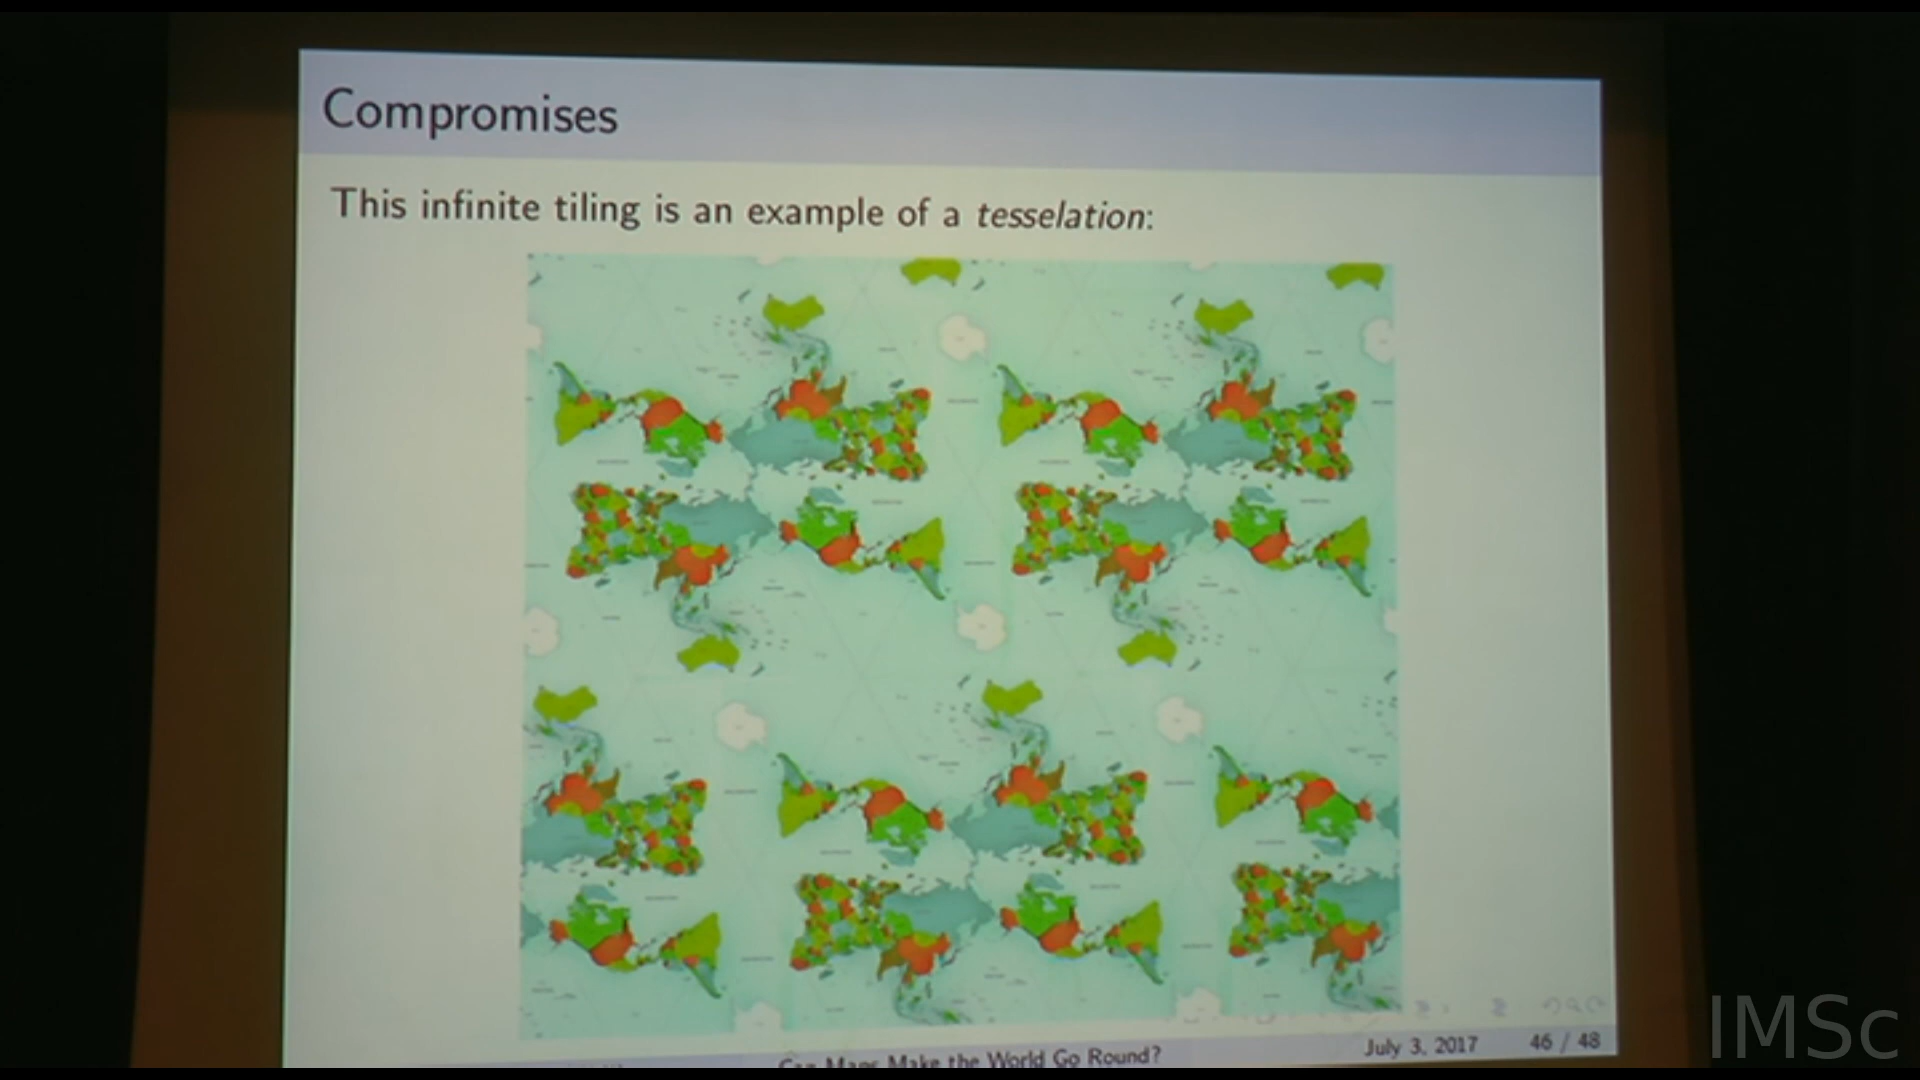 Compromises
This infinite tiling is an example of a tesselation:
Can Maps Make the World Go Round?
July 3, 2017
46 / 48
IMSc